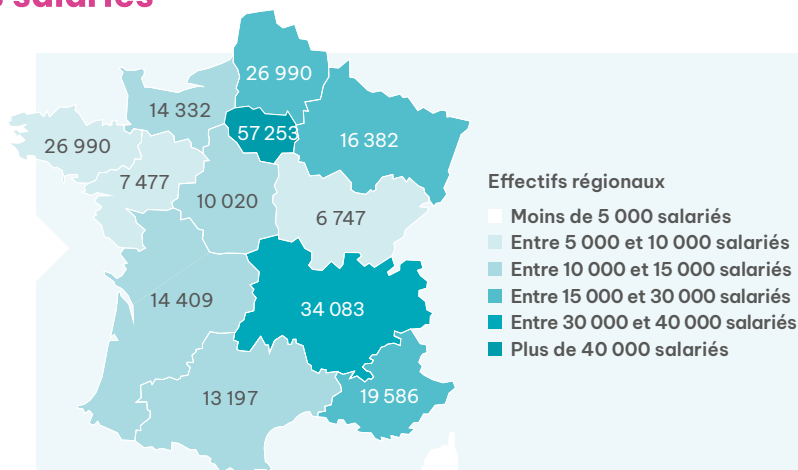 salariés
26 990
14 332
57 253
16 382
26 990
7 477
10 020
6 747
14 409
34 083
13 197
19 586
Effectifs régionaux
Moins de 5 000 salariés
Entre 5 000 et 10 000 salariés
Entre 10 000 et 15 000 salariés
Entre 15 000 et 30 000 salariés
Entre 30 000 et 40 000 salariés
Plus de 40 000 salariés